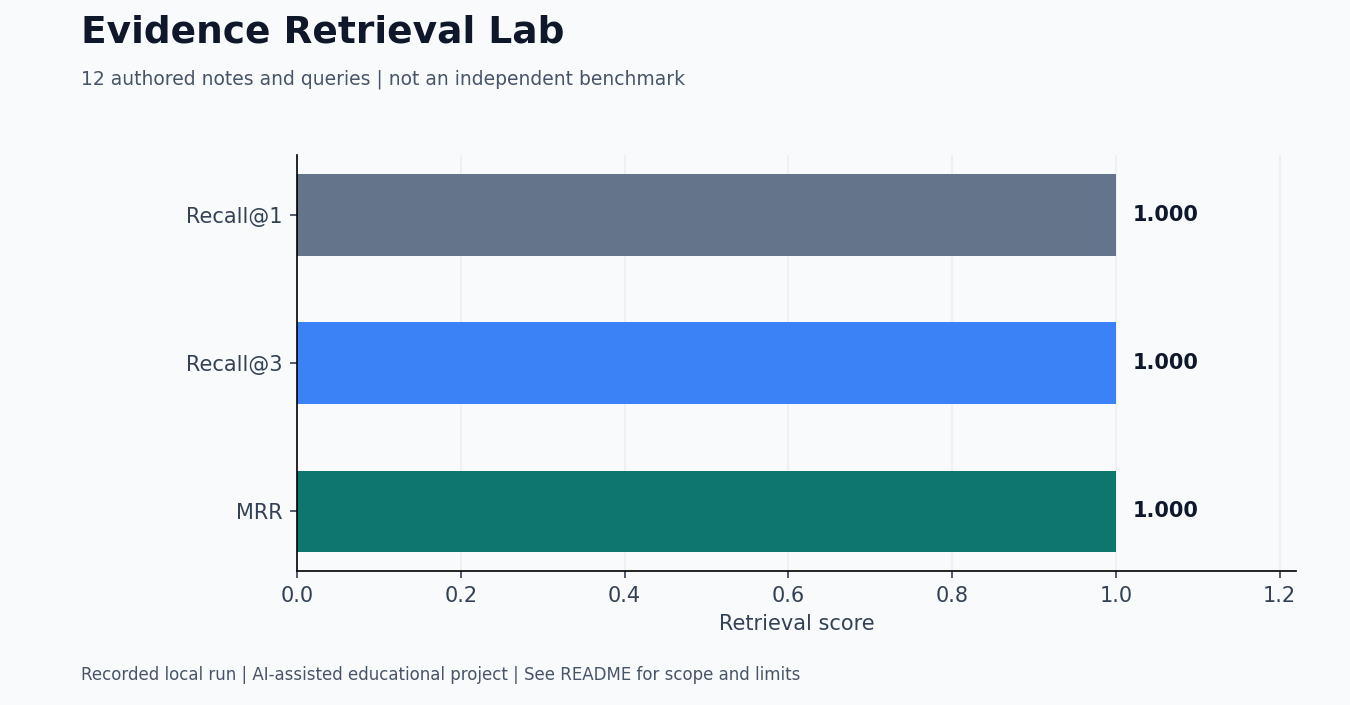 Evidence Retrieval Lab
12 authored notes and queries | not an independent benchmark
Recall@1
1.000
Recall@3
1.000
MRR
1.000
0.0 0.2 0.4 0.6 0.8 1.0 1.2
Retrieval score
Recorded local run | AI-assisted educational project | See README for scope and limits